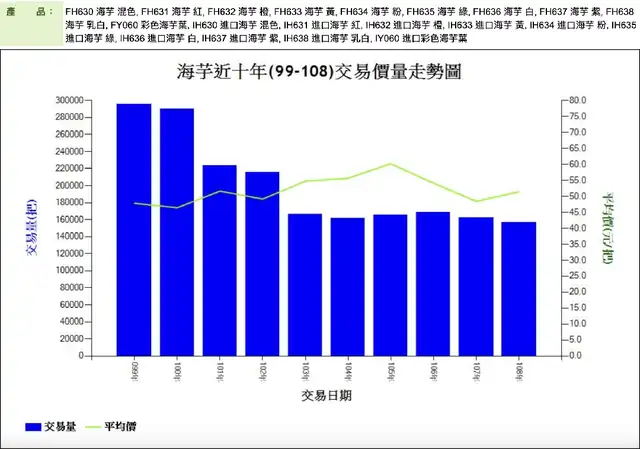 產 品： FH630 海芋 混色, FH631 海芋 紅, FH632 海芋 橙, FH633 海芋 黃, FH634 海芋 粉, FH635 海芋 綠, FH636 海芋 白, FH637 海芋 紫, FH638
海芋 乳白, FY060 彩色海芋葉, IH630 進口海芋 混色, IH631 進口海芋 紅, IH632 進口海芋 橙, IH633 進口海芋 黃, IH634 進口海芋 粉, IH635
進口海芋 綠, IH636 進口海芋 白, IH637 進口海芋 紫, IH638 進口海芋 乳白, IY060 進口彩色海芋葉
海芋近十年(99-108)交易價量走勢圖
300000 80.0
280000 75.0
260000 70.0
240000 65.0
220000 60.0
200000 55.0
180000 50.0
160000 45.0
140000 40.0
120000 35.0
100000 30.0
80000 25.0
60000 20.0
40000 15.0
20000 10.0
0 5.0
0.0
交易量(把)
平均價(元/把)
099年 100年 101年 102年 103年 104年 105年 106年 107年 108年
交易日期
交易量 平均價